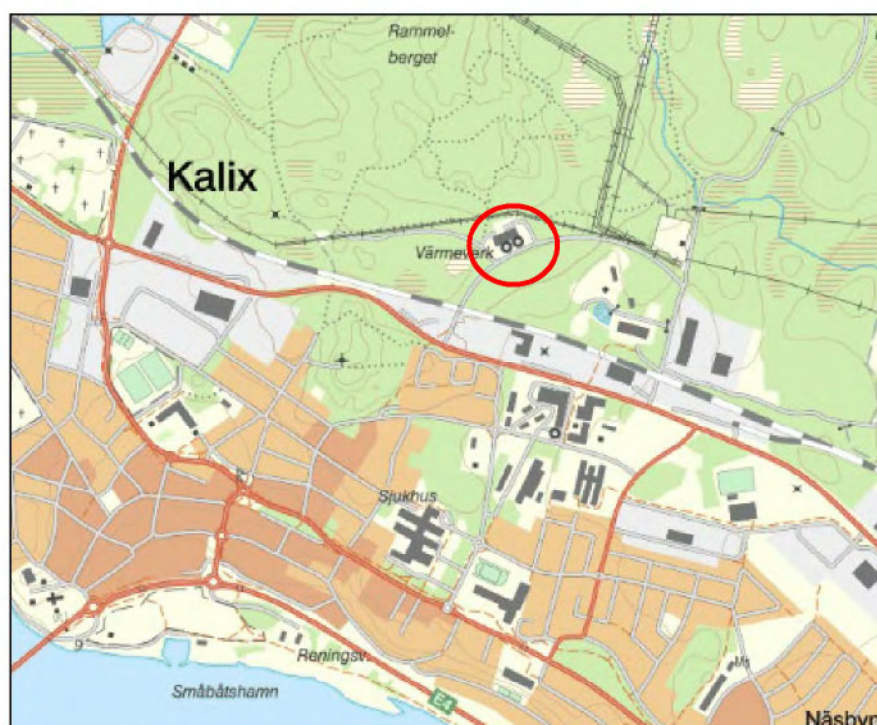 Rammel-
berget
Kalix
Värmeverk
Sjukhus
Reningsv.
Småbåtshamn
E4
Näsbyn